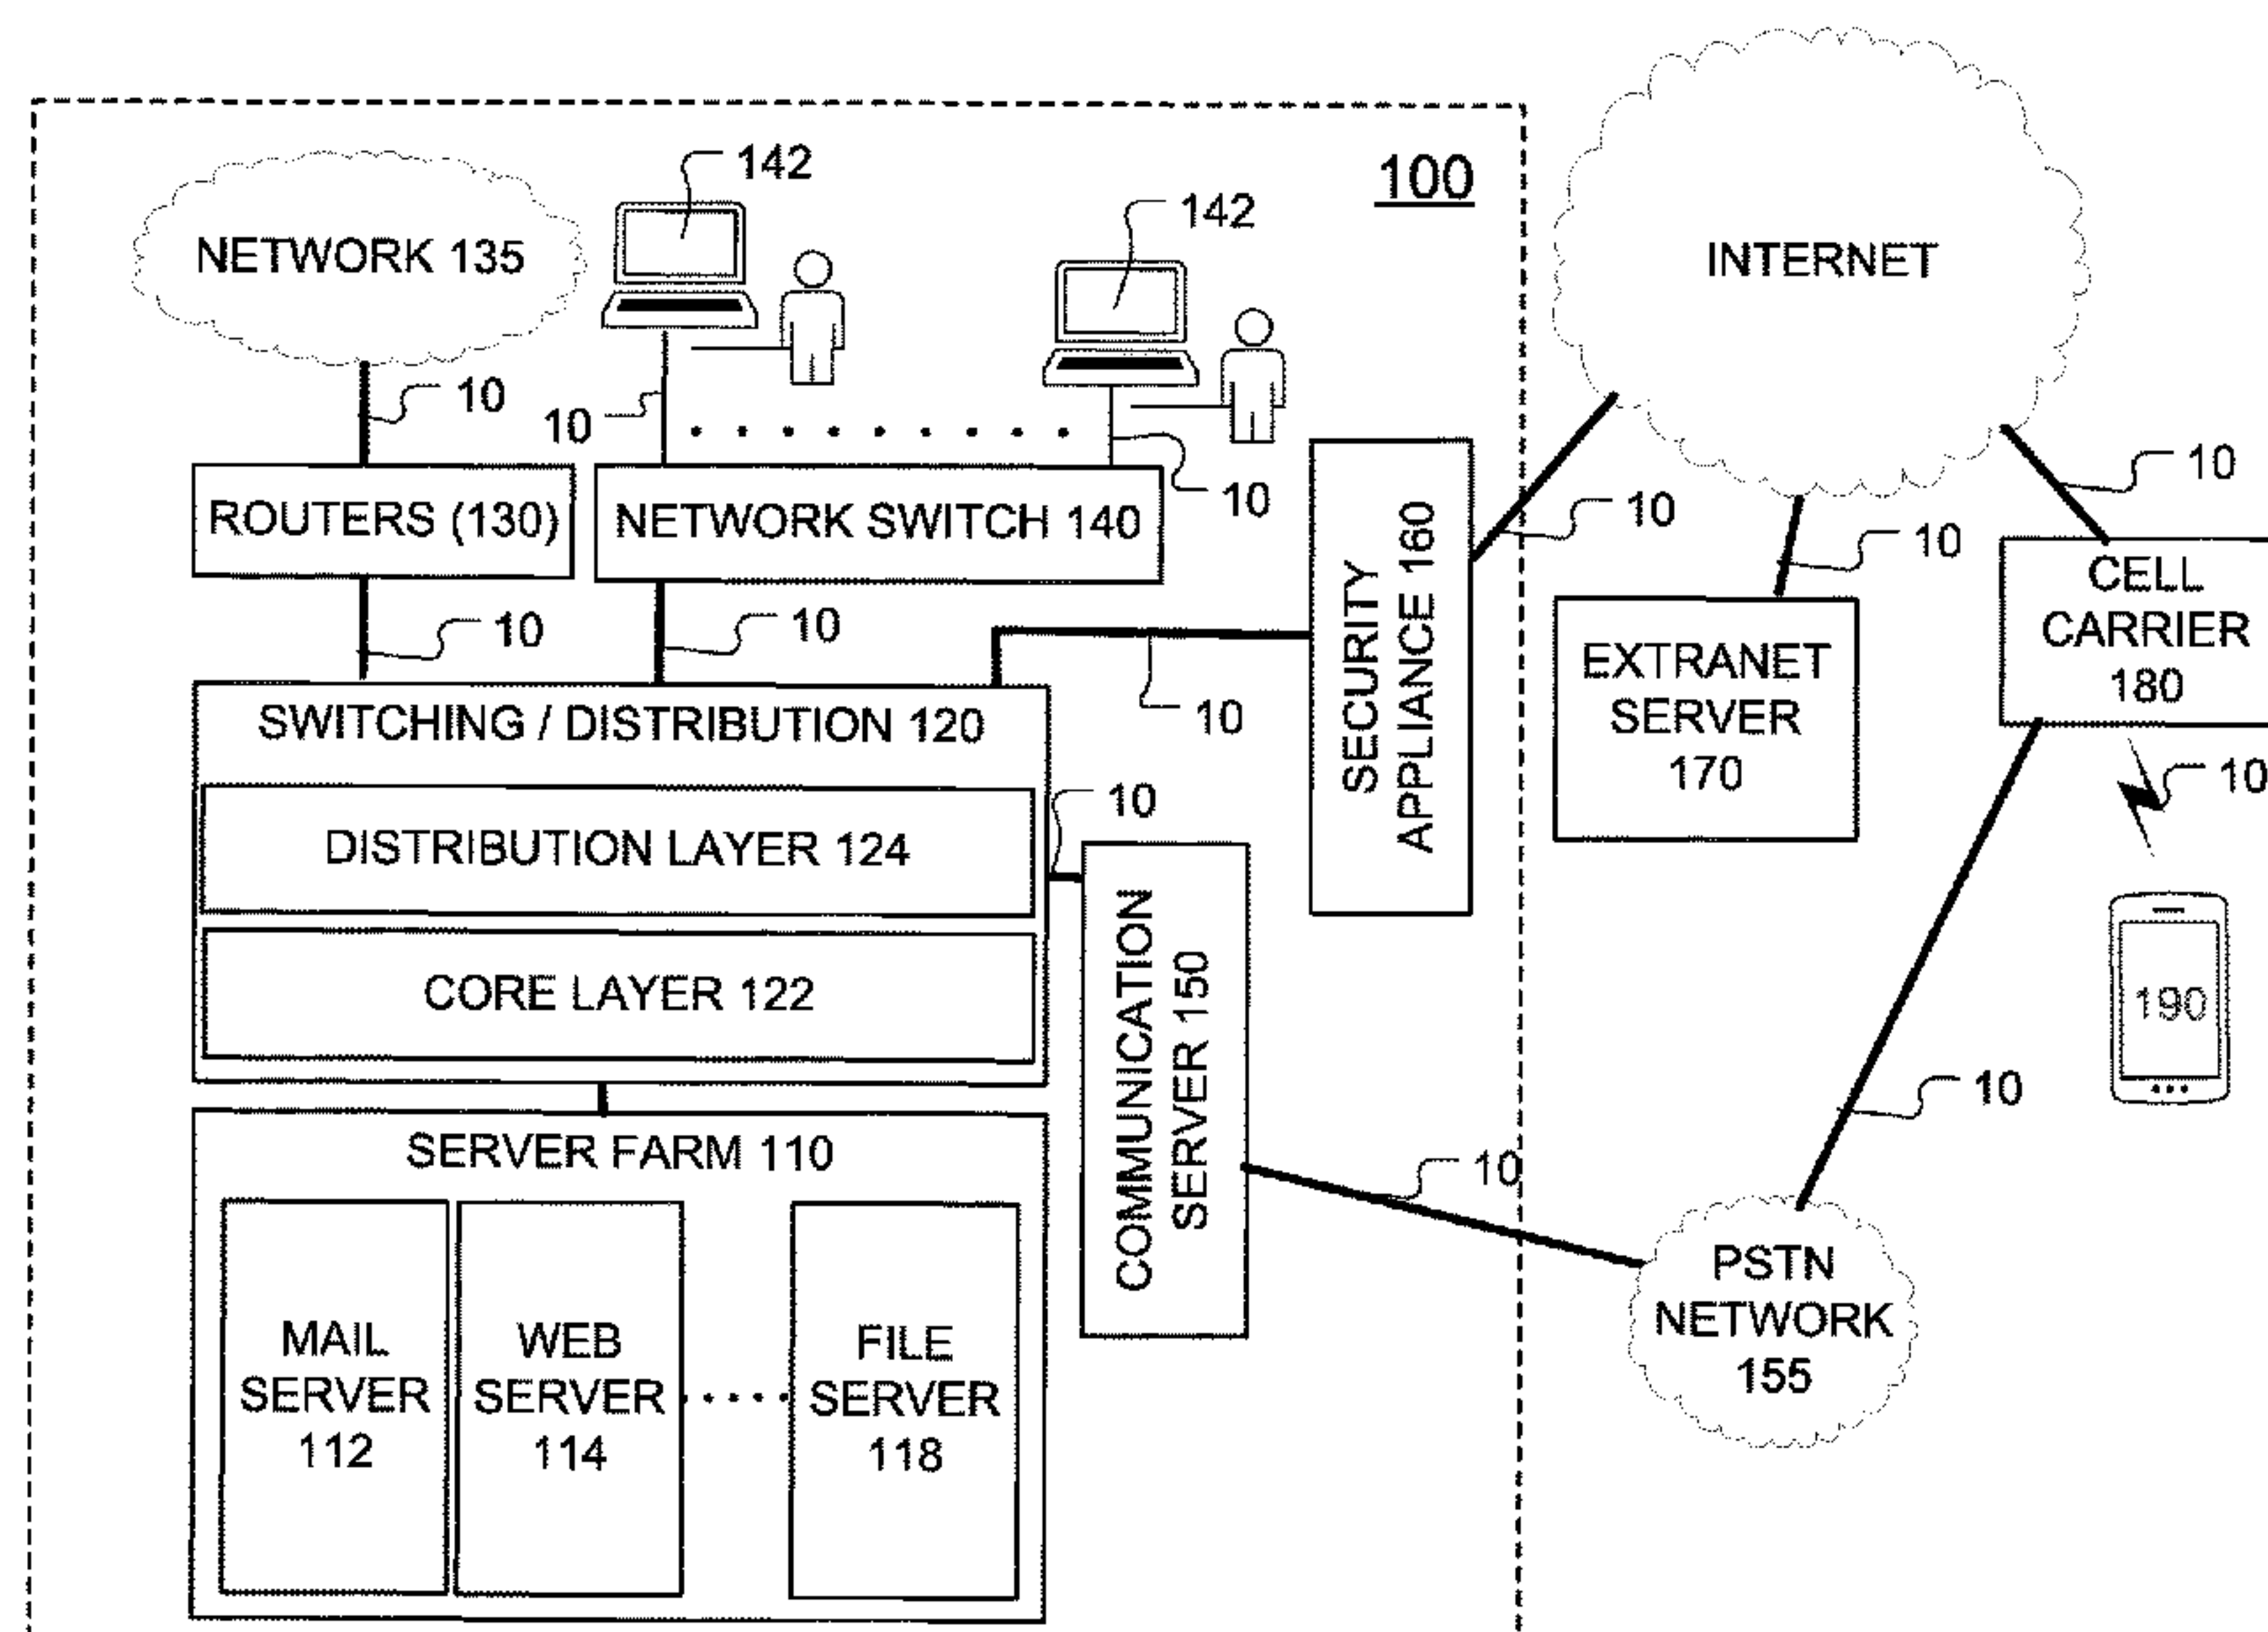 142
100
142
NETWORK 135
INTERNET
10
10
10
10
10
10
ROUTERS (130)
NETWORK SWITCH 140
SECURITY
APPLIANCE 160
CELL
CARRIER
180
10
10
10
EXTRANET
SERVER
170
SWITCHING / DISTRIBUTION 120
10
10
DISTRIBUTION LAYER 124
COMMUNICATION
SERVER 150
CORE LAYER 122
190
10
SERVER FARM 110
10
MAIL
SERVER
112
WEB
SERVER
114
.....
FILE
SERVER
118
PSTN
NETWORK
155